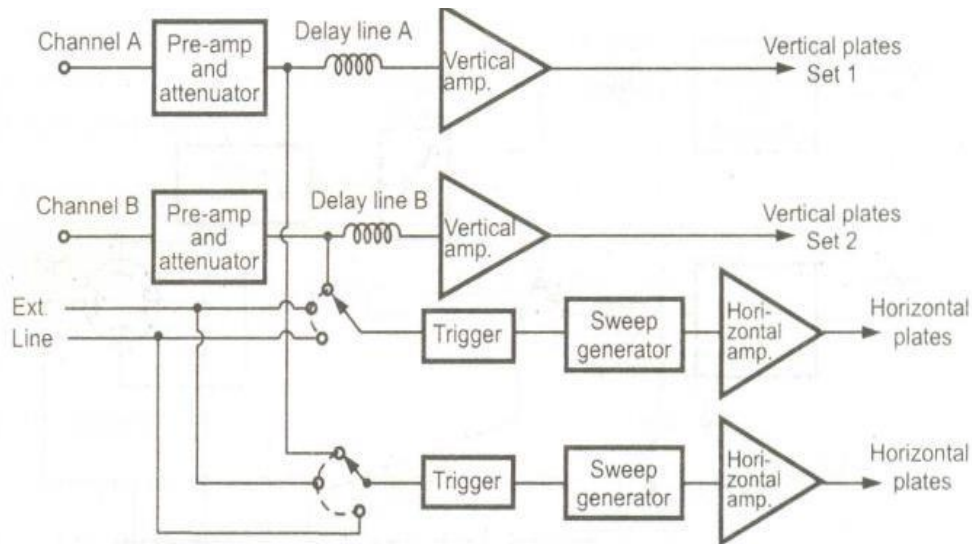 Channel A
Pre-amp
and
attenuator
Delay line A
Vertical
amp.
Vertical plates
Set 1
Channel B
Pre-amp
and
attenuator
Delay line B
Vertical
amp.
Vertical plates
Set 2
Ext.
Line
Trigger
Sweep
generator
Hori-
zontal
amp.
Horizontal
plates
Trigger
Sweep
generator
Hori-
zontal
amp.
Horizontal
plates